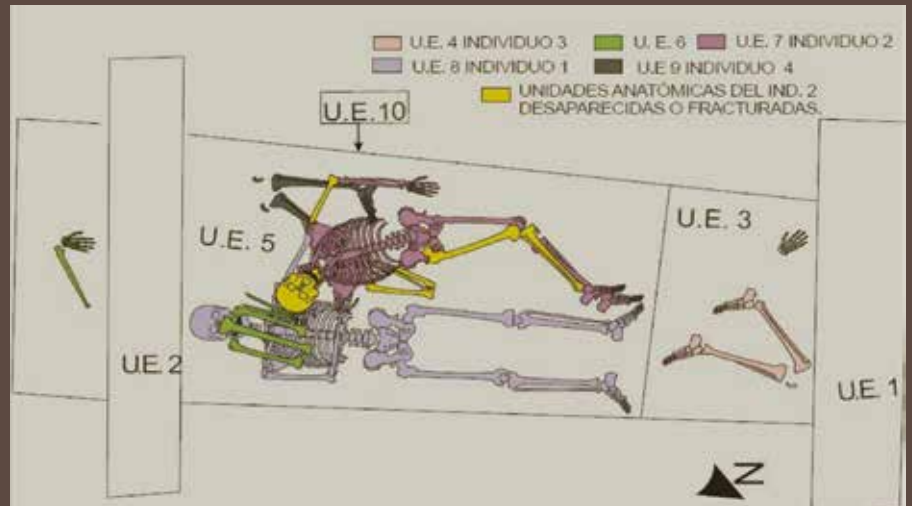 U.E. 4 INDIVIDUO 3
U. E. 6
U.E. 7 INDIVIDUO 2
U.E. 8 INDIVIDUO 1
U.E 9 INDIVIDUO 4
UNIDADES ANATÓMICAS DEL IND. 2
DESAPARECIDAS O FRACTURADAS.
U.E. 10
U.E. 5
U.E. 3
U.E. 2
U.E. 1
N